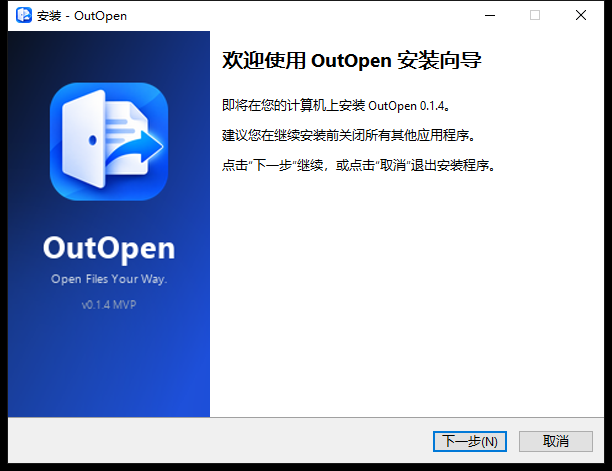 安装 - OutOpen
OutOpen
Open Files Your Way.
v0.1.4 MVP
欢迎使用 OutOpen 安装向导
即将在您的计算机上安装 OutOpen 0.1.4。
建议您在继续安装前关闭所有其他应用程序。
点击“下一步”继续，或点击“取消”退出安装程序。
下一步(N)
取消